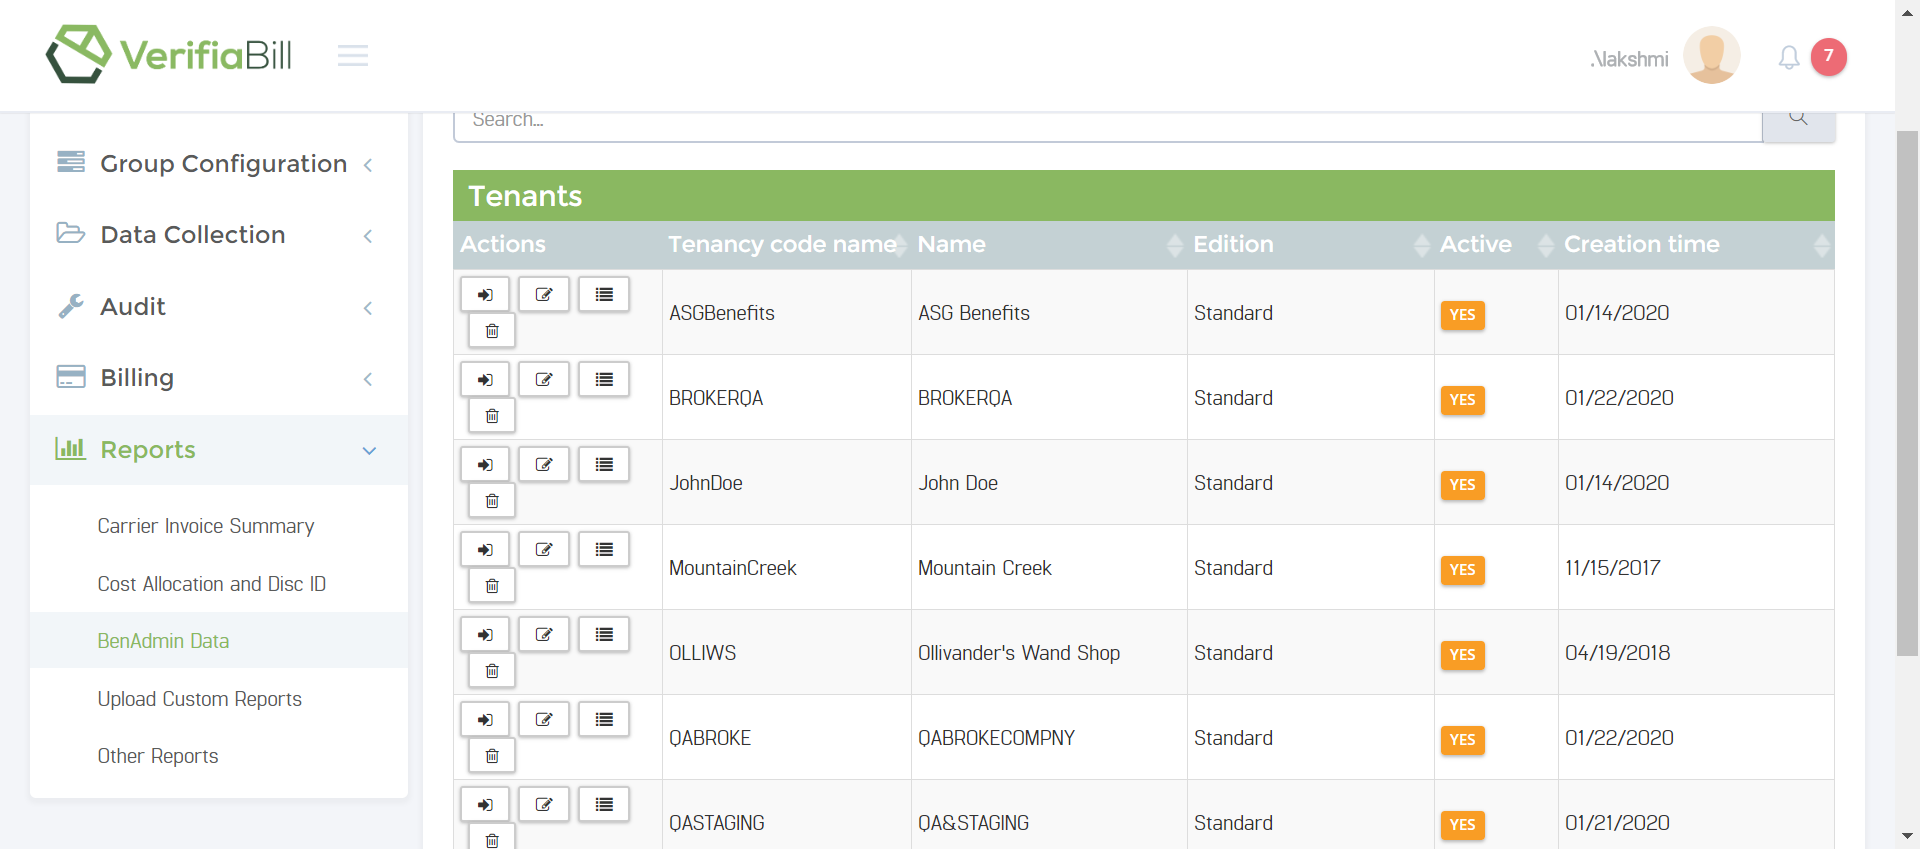 VerifiaBill
.\lakshmi
7
Search...
Group Configuration
Data Collection
Audit
Billing
Reports
Carrier Invoice Summary
Cost Allocation and Disc ID
BenAdmin Data
Upload Custom Reports
Other Reports
Tenants
Actions Tenancy code name Name Edition Active Creation time
ASGBenefits ASG Benefits Standard YES 01/14/2020
BROKERQA BROKERQA Standard YES 01/22/2020
JohnDoe John Doe Standard YES 01/14/2020
MountainCreek Mountain Creek Standard YES 11/15/2017
OLLIWS Ollivander's Wand Shop Standard YES 04/19/2018
QABROKE QABROKECOMPNY Standard YES 01/22/2020
QASTAGING QA&STAGING Standard YES 01/21/2020